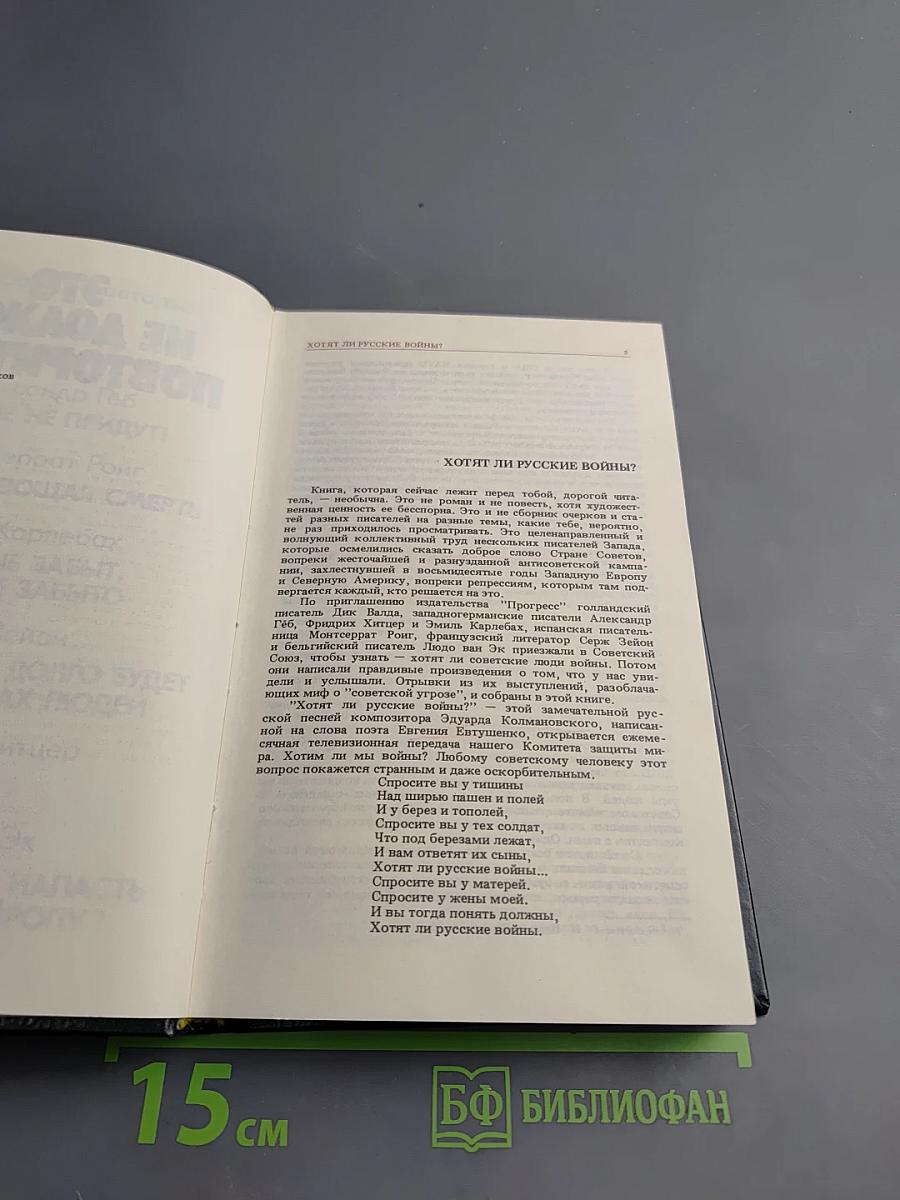 ков
ХОТЯТ ЛИ РУССКИЕ ВОЙНЫ?
5
ХОТЯТ ЛИ РУССКИЕ ВОЙНЫ?
Книга, которая сейчас лежит перед тобой, дорогой чита-
тель, — необычна. Это не роман и не повесть, хотя художест-
венная ценность ее бесспорна. Это и не сборник очерков и ста-
тей разных писателей на разные темы, какие тебе, вероятно,
не раз приходилось просматривать. Это целенаправленный и
волнующий коллективный труд нескольких писателей Запада,
которые осмелились сказать доброе слово Стране Советов,
вопреки жесточайшей и разнузданной антисоветской кампа-
нии, захлестнувшей в восьмидесятые годы Западную Европу
и Северную Америку, вопреки репрессиям, которым там под-
вергается каждый, кто решается на это.
По приглашению издательства "Прогресс" голландский
писатель Дик Валда, западногерманские писатели Александр
Гёб, Фридрих Хитцер и Эмиль Карлебах, испанская писатель-
ница Монтсеррат Роиг, французский литератор Серж Зейон
и бельгийский писатель Людо ван Эк приезжали в Советский
Союз, чтобы узнать — хотят ли советские люди войны. Потом
они написали правдивые произведения о том, что у нас уви-
дели и услышали. Отрывки из их выступлений, разоблача-
ющих миф о "советской угрозе", и собраны в этой книге.
"Хотят ли русские войны?" — этой замечательной рус-
ской песней композитора Эдуарда Колмановского, написан-
ной на слова поэта Евгения Евтушенко, открывается ежеме-
сячная телевизионная передача нашего Комитета защиты ми-
ра. Хотим ли мы войны? Любому советскому человеку этот
вопрос покажется странным и даже оскорбительным.
Спросите вы у тишины
Над ширью пашен и полей
И у берез и тополей,
Спросите вы у тех солдат,
Что под березами лежат,
И вам ответят их сыны,
Хотят ли русские войны...
Спросите вы у матерей.
Спросите у жены моей.
И вы тогда понять должны,
Хотят ли русские войны.
15 см
БФ БИБЛИОФАН